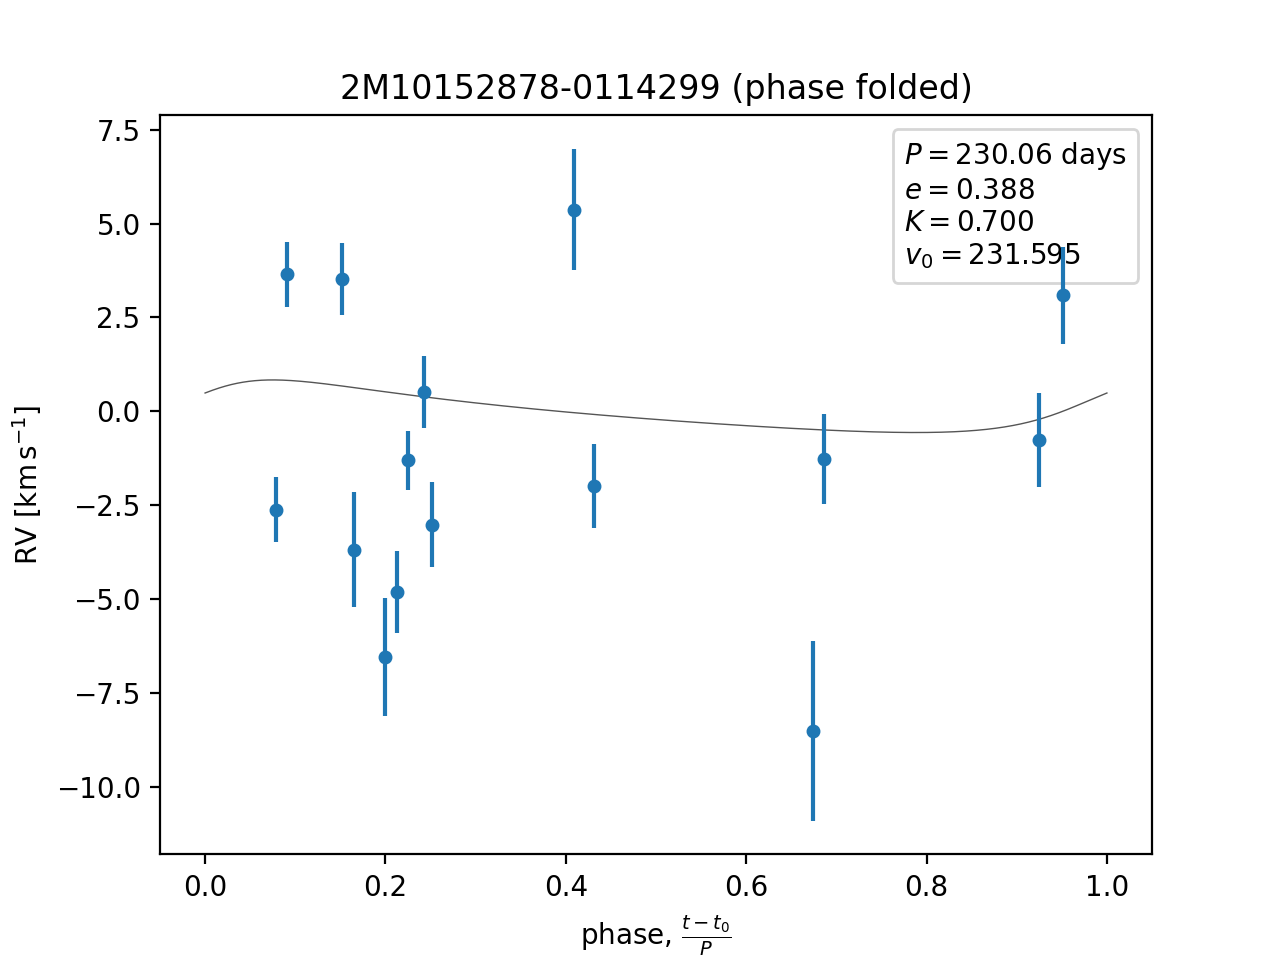 2M10152878-0114299 (phase folded)
P = 230.06 days
e = 0.388
K = 0.700
v₀ = 231.595
7.5
5.0
2.5
0.0
−2.5
−5.0
−7.5
−10.0
RV [km s⁻¹]
0.0 0.2 0.4 0.6 0.8 1.0
phase, (t − t₀)/P